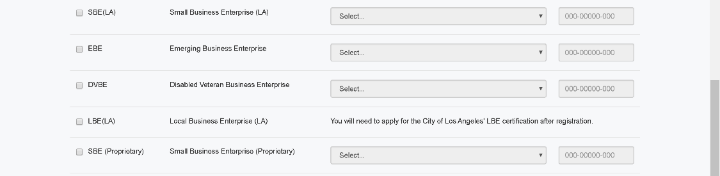 SBE(LA) Small Business Enterprise (LA) Select... 000-00000-000
EBE Emerging Business Enterprise Select... 000-00000-000
DVBE Disabled Veteran Business Enterprise Select... 000-00000-000
LBE(LA) Local Business Enterprise (LA) You will need to apply for the City of Los Angeles' LBE certification after registration.
SBE (Proprietary) Small Business Enterprise (Proprietary) Select... 000-00000-000